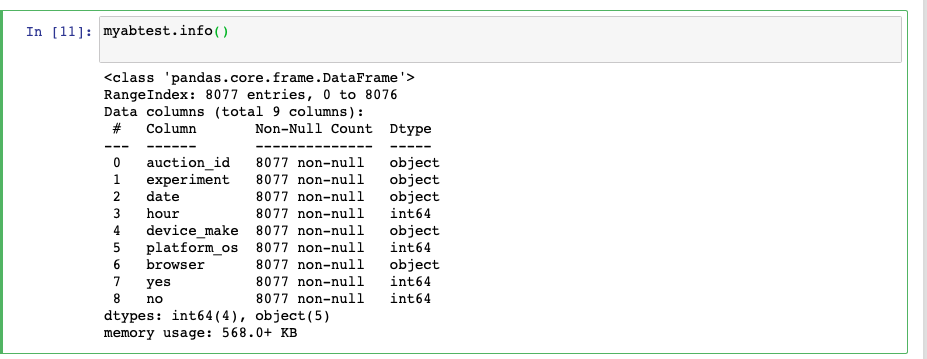 In [11]: myabtest.info()
<class 'pandas.core.frame.DataFrame'>
RangeIndex: 8077 entries, 0 to 8076
Data columns (total 9 columns):
 #   Column       Non-Null Count  Dtype
---  ------       --------------  -----
 0   auction_id   8077 non-null   object
 1   experiment   8077 non-null   object
 2   date         8077 non-null   object
 3   hour         8077 non-null   int64
 4   device_make  8077 non-null   object
 5   platform_os  8077 non-null   int64
 6   browser      8077 non-null   object
 7   yes          8077 non-null   int64
 8   no           8077 non-null   int64
dtypes: int64(4), object(5)
memory usage: 568.0+ KB